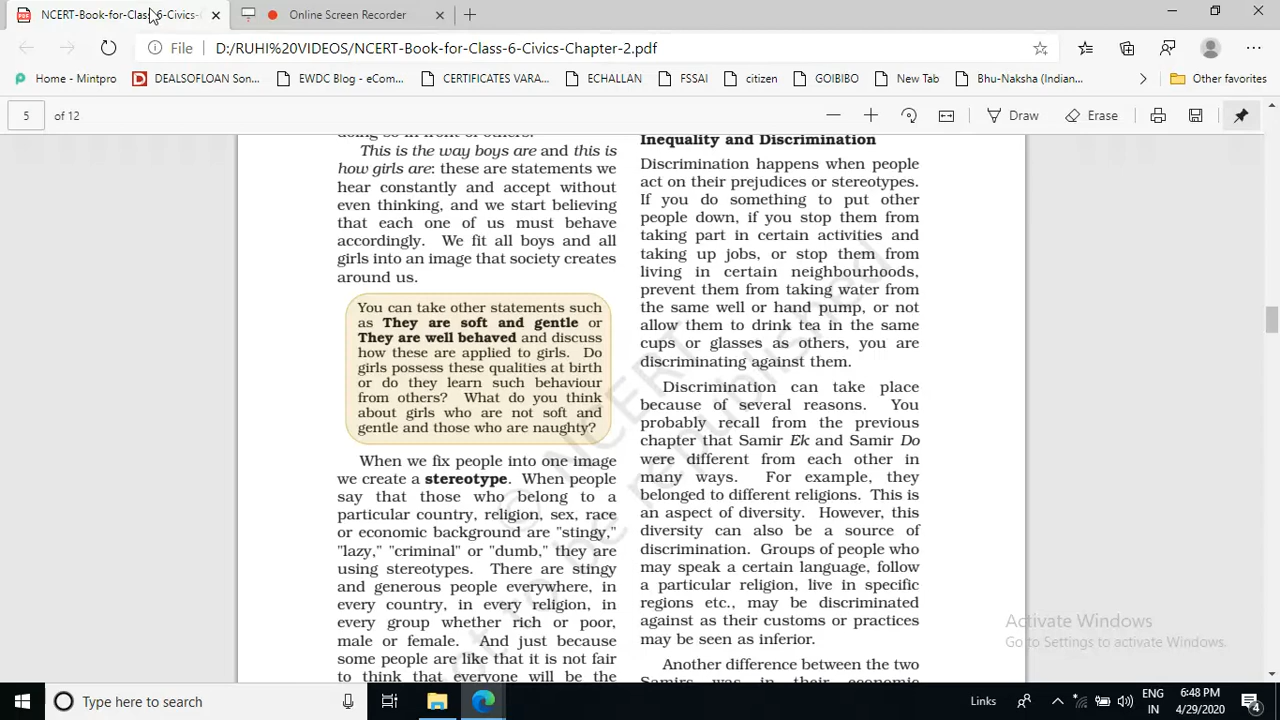 NCERT-Book-for-Class-6-Civics-
Online Screen Recorder
File D:/RUHI%20VIDEOS/NCERT-Book-for-Class-6-Civics-Chapter-2.pdf
Home - Mintpro
DEALSOFLOAN Son...
EWDC Blog - eCom...
CERTIFICATES VARA...
ECHALLAN
FSSAI
citizen
GOIBIBO
New Tab
Bhu-Naksha (Indian...
Other favorites
5 of 12
Draw
Erase
doing so in front of others.
This is the way boys are and this is
how girls are: these are statements we
hear constantly and accept without
even thinking, and we start believing
that each one of us must behave
accordingly. We fit all boys and all
girls into an image that society creates
around us.
You can take other statements such
as They are soft and gentle or
They are well behaved and discuss
how these are applied to girls. Do
girls possess these qualities at birth
or do they learn such behaviour
from others? What do you think
about girls who are not soft and
gentle and those who are naughty?
When we fix people into one image
we create a stereotype. When people
say that those who belong to a
particular country, religion, sex, race
or economic background are "stingy,"
"lazy," "criminal" or "dumb," they are
using stereotypes. There are stingy
and generous people everywhere, in
every country, in every religion, in
every group whether rich or poor,
male or female. And just because
some people are like that it is not fair
to think that everyone will be the
Inequality and Discrimination
Discrimination happens when people
act on their prejudices or stereotypes.
If you do something to put other
people down, if you stop them from
taking part in certain activities and
taking up jobs, or stop them from
living in certain neighbourhoods,
prevent them from taking water from
the same well or hand pump, or not
allow them to drink tea in the same
cups or glasses as others, you are
discriminating against them.
Discrimination can take place
because of several reasons. You
probably recall from the previous
chapter that Samir Ek and Samir Do
were different from each other in
many ways. For example, they
belonged to different religions. This is
an aspect of diversity. However, this
diversity can also be a source of
discrimination. Groups of people who
may speak a certain language, follow
a particular religion, live in specific
regions etc., may be discriminated
against as their customs or practices
may be seen as inferior.
Another difference between the two
Samirs was in their economic
© NCERT
not to be republished
Activate Windows
Go to Settings to activate Windows.
Type here to search
Links
ENG
IN
6:48 PM
4/29/2020
4